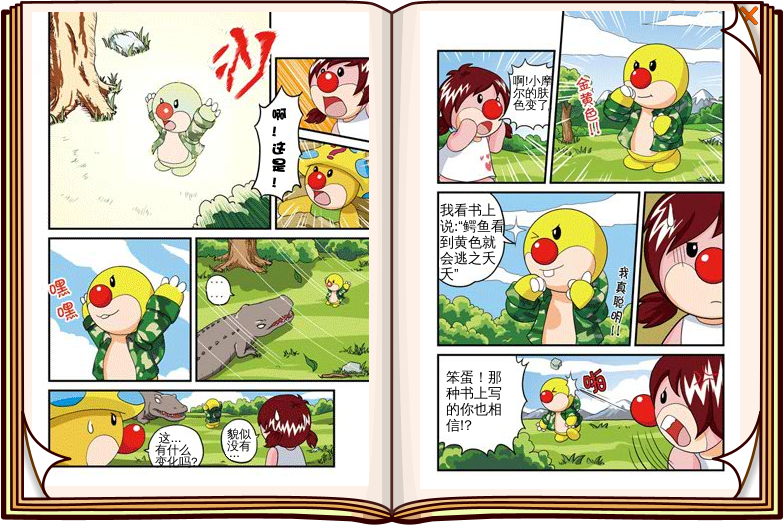 沙
啊！这是！
嘿
嘿
……
这…
有什么
变化吗?
貌似
没有
…
啊!小摩
尔的肤
色变了
金黄色!!
我看书上
说:“鳄鱼看
到黄色就
会逃之夭
夭”
我真聪明!!
笨蛋！那
种书上写
的你也相
信!?
啪